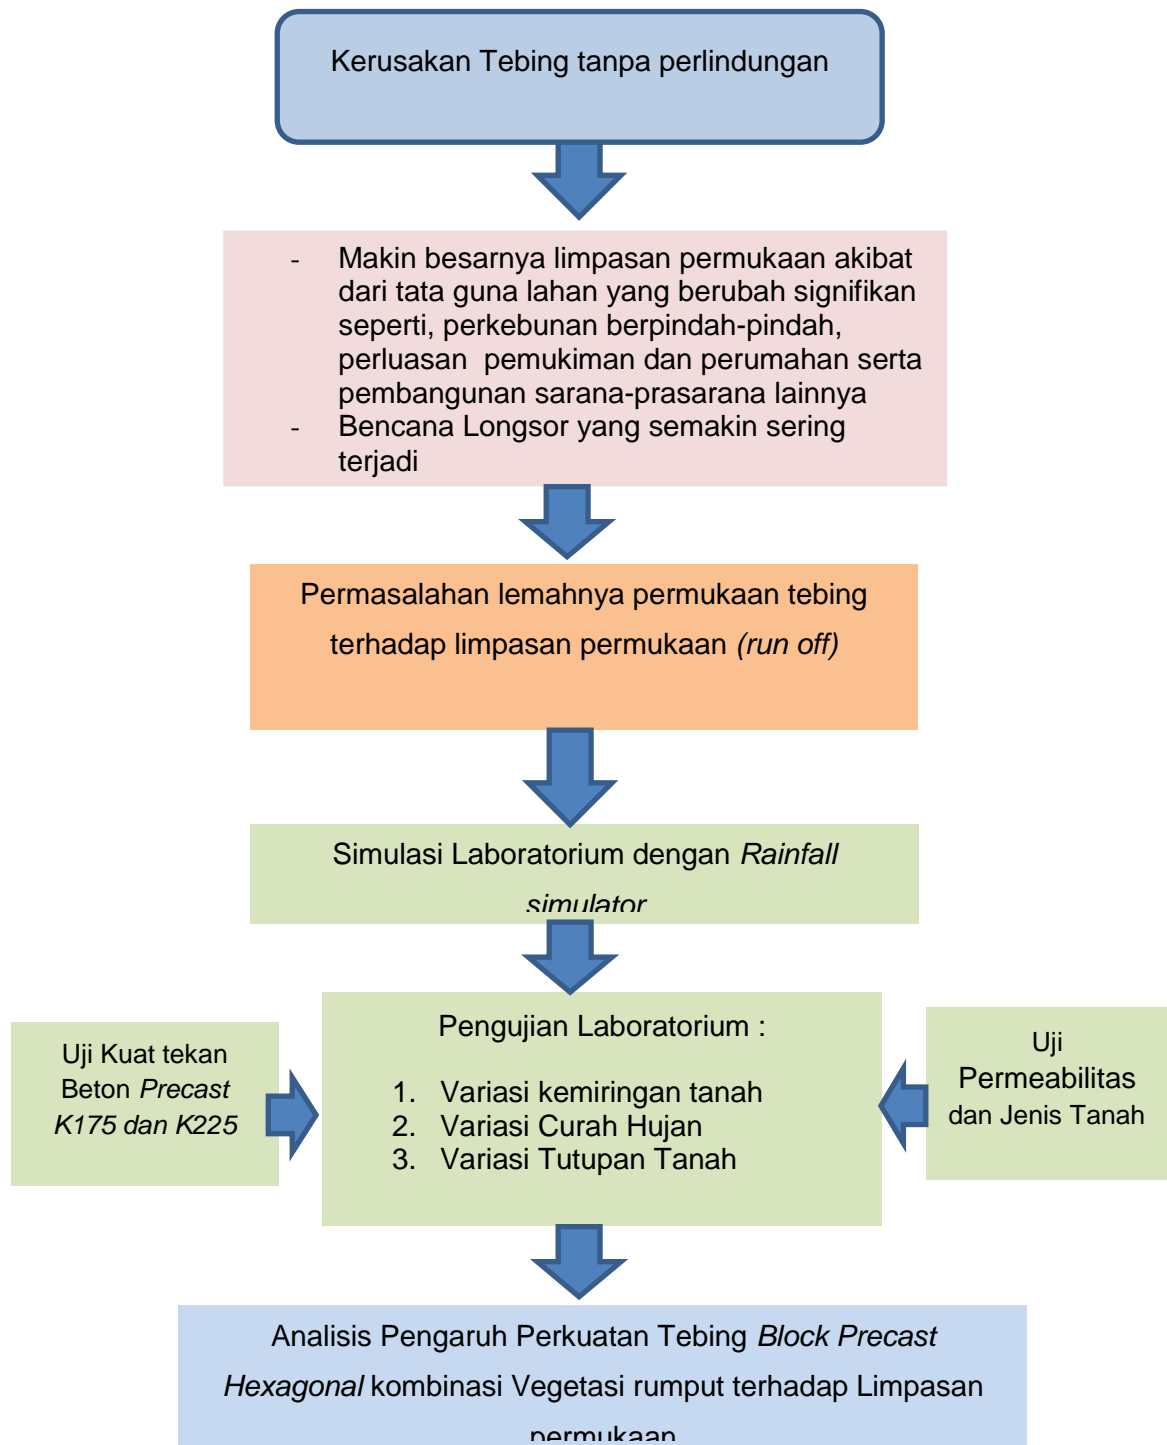 Kerusakan Tebing tanpa perlindungan
- Makin besarnya limpasan permukaan akibat
dari tata guna lahan yang berubah signifikan
seperti, perkebunan berpindah-pindah,
perluasan pemukiman dan perumahan serta
pembangunan sarana-prasarana lainnya
- Bencana Longsor yang semakin sering
terjadi
Permasalahan lemahnya permukaan tebing
terhadap limpasan permukaan (run off)
Simulasi Laboratorium dengan Rainfall
simulator
Uji Kuat tekan
Beton Precast
K175 dan K225
Pengujian Laboratorium :
1. Variasi kemiringan tanah
2. Variasi Curah Hujan
3. Variasi Tutupan Tanah
Uji
Permeabilitas
dan Jenis Tanah
Analisis Pengaruh Perkuatan Tebing Block Precast
Hexagonal kombinasi Vegetasi rumput terhadap Limpasan
permukaan